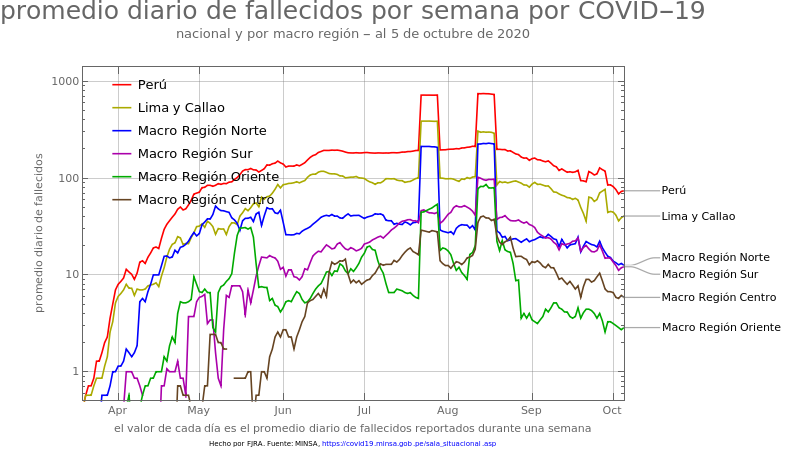 promedio diario de fallecidos por semana por COVID–19
nacional y por macro región – al 5 de octubre de 2020
promedio diario de fallecidos
1000
100
10
1
Perú
Lima y Callao
Macro Región Norte
Macro Región Sur
Macro Región Oriente
Macro Región Centro
Perú
Lima y Callao
Macro Región Norte
Macro Región Sur
Macro Región Centro
Macro Región Oriente
Apr May Jun Jul Aug Sep Oct
el valor de cada día es el promedio diario de fallecidos reportados durante una semana
Hecho por FJRA. Fuente: MINSA, https://covid19.minsa.gob.pe/sala_situacional .asp